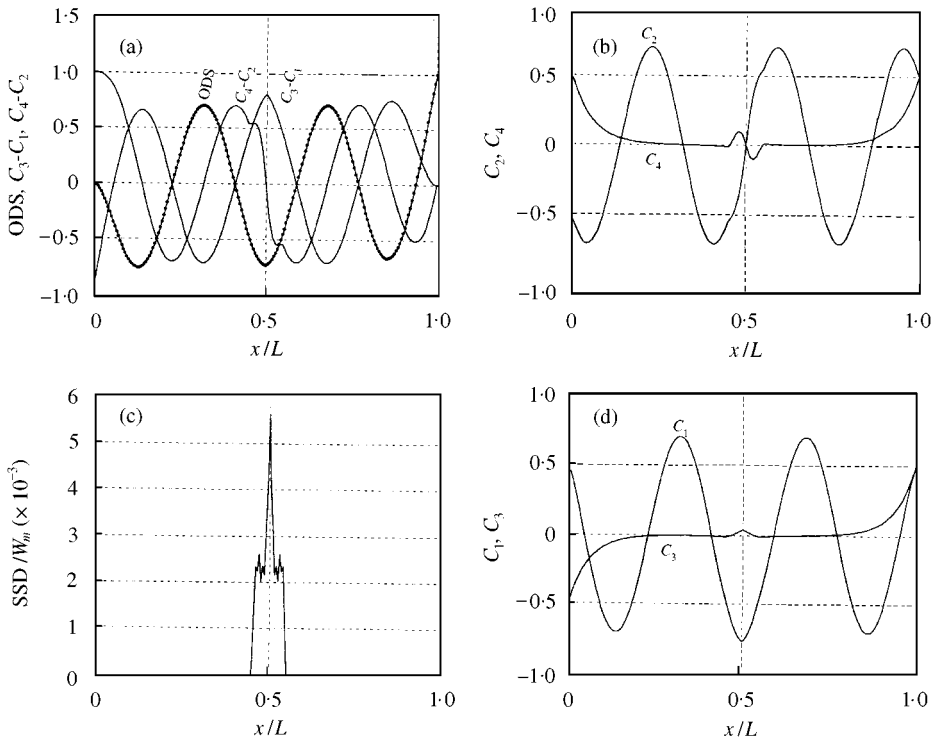 (a)
1·5
1·0
0·5
0
−0·5
−1·0
ODS, C₃-C₁, C₄-C₂
ODS
C₄-C₂
C₃-C₁
0
0·5
1·0
x/L
(b)
1·0
0·5
0
−0·5
−1·0
C₂, C₄
C₂
C₄
0
0·5
1·0
x/L
(c)
6
5
4
3
2
1
0
SSD/Wₘ (× 10⁻³)
0
0·5
1·0
x/L
(d)
1·0
0·5
0
−0·5
−1·0
C₁, C₃
C₁
C₃
0
0·5
1·0
x/L